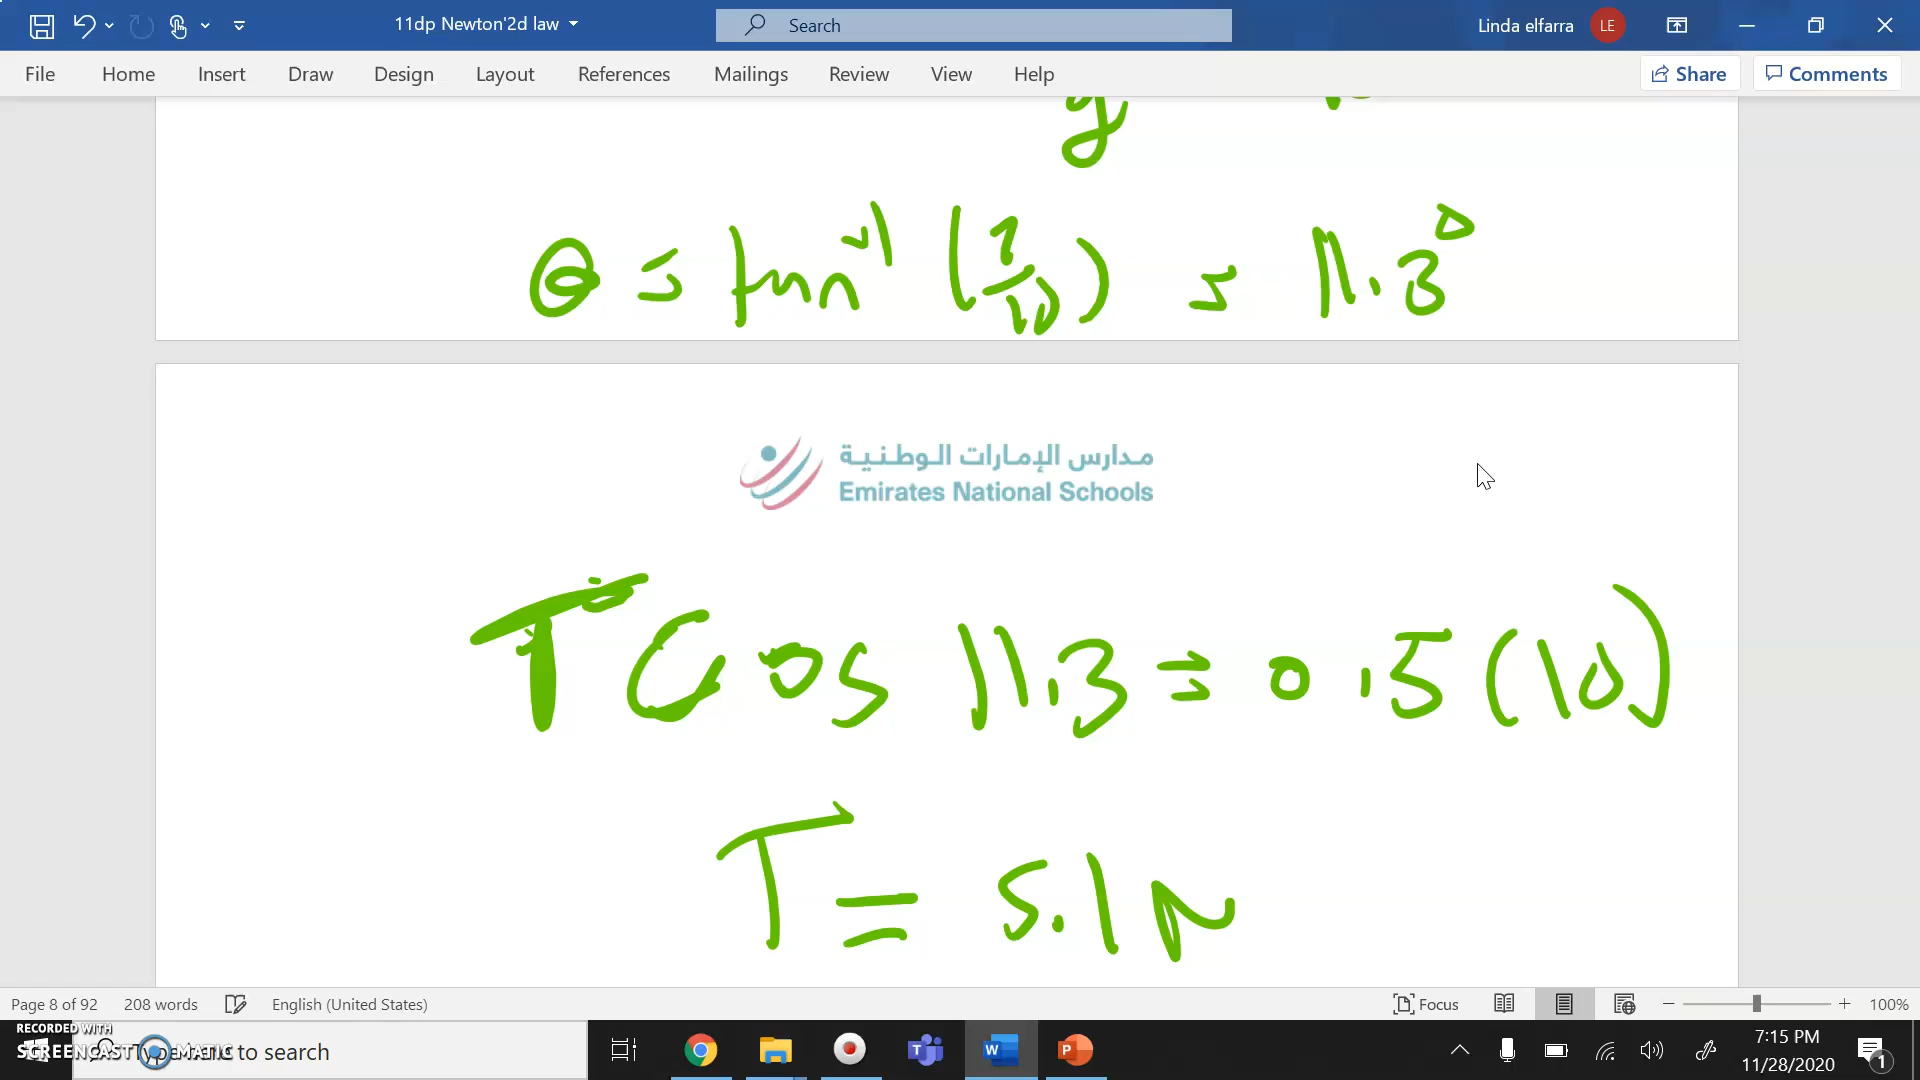 11dp Newton'2d law
Search
Linda elfarra
LE
File Home Insert Draw Design Layout References Mailings Review View Help
Share
Comments
g
θ = tan⁻¹ (2/10) = 11.3°
مدارس الإمارات الوطنية
Emirates National Schools
T Cos 11.3 = 0.5 (10)
T = 5.1 N
Page 8 of 92 208 words English (United States) Focus 100%
RECORDED WITH
SCREENCAST MATIC
Type here to search
7:15 PM
11/28/2020
1